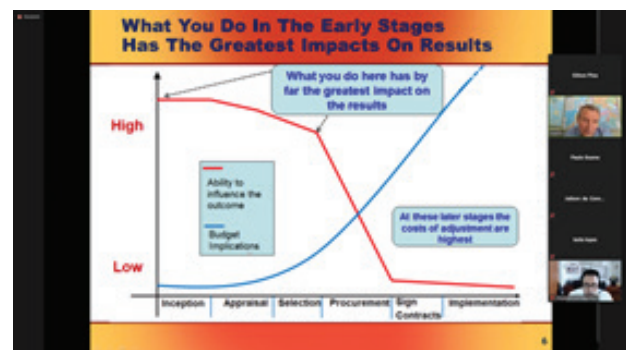 What You Do In The Early Stages
Has The Greatest Impacts On Results
What you do here has by
far the greatest impact on
the results
High
Ability to
influence the
outcome
Budget
Implications
At these later stages the
costs of adjustment are
highest
Low
Inception
Appraisal
Selection
Procurement
Sign
Contracts
Implementation
6